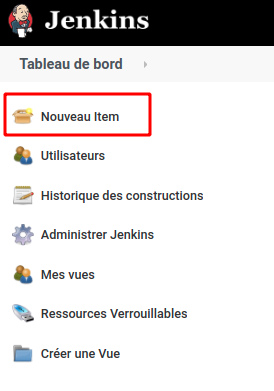 Jenkins
Tableau de bord
Nouveau Item
Utilisateurs
Historique des constructions
Administrer Jenkins
Mes vues
Ressources Verrouillables
Créer une Vue